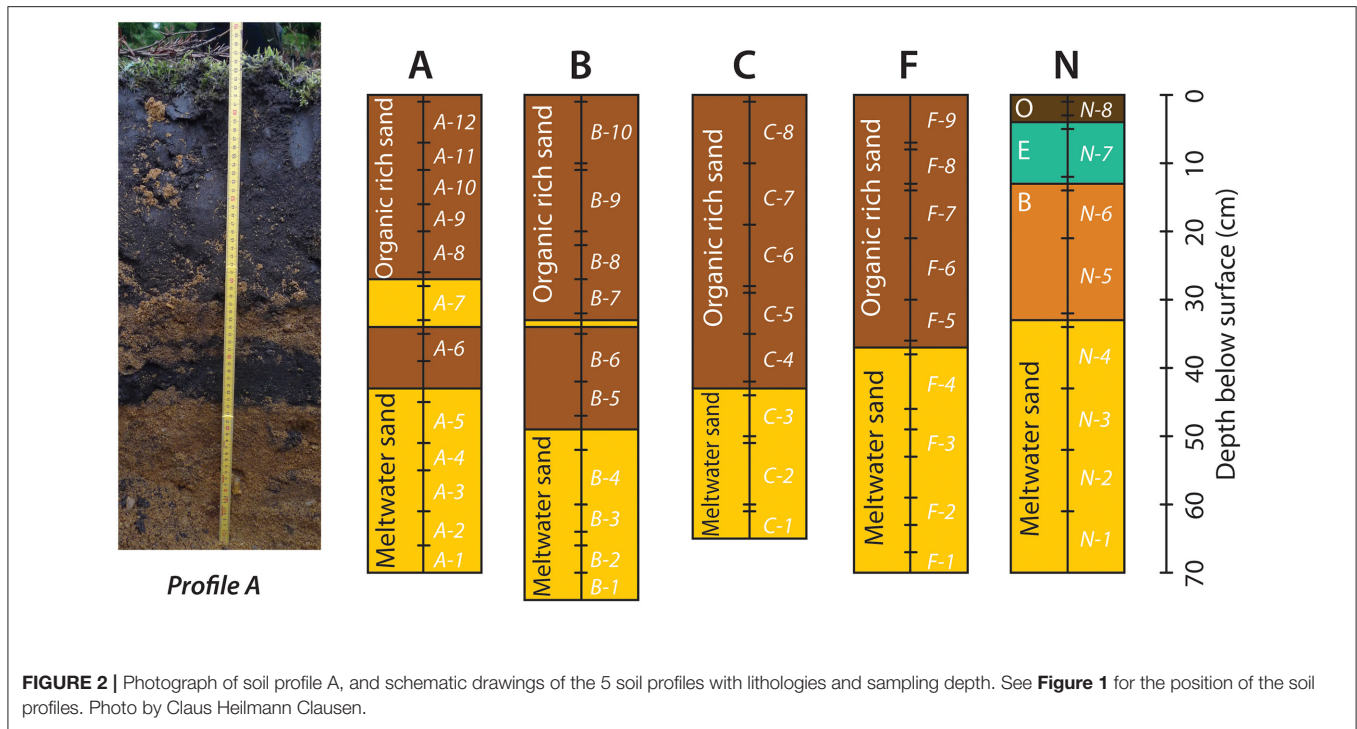 A
B
C
F
N
Organic rich sand
Meltwater sand
A-12
A-11
A-10
A-9
A-8
A-7
A-6
A-5
A-4
A-3
A-2
A-1
Organic rich sand
Meltwater sand
B-10
B-9
B-8
B-7
B-6
B-5
B-4
B-3
B-2
B-1
Organic rich sand
Meltwater sand
C-8
C-7
C-6
C-5
C-4
C-3
C-2
C-1
Organic rich sand
Meltwater sand
F-9
F-8
F-7
F-6
F-5
F-4
F-3
F-2
F-1
O
E
B
Meltwater sand
N-8
N-7
N-6
N-5
N-4
N-3
N-2
N-1
0
10
20
30
40
50
60
70
Depth below surface (cm)
Profile A
FIGURE 2 | Photograph of soil profile A, and schematic drawings of the 5 soil profiles with lithologies and sampling depth. See Figure 1 for the position of the soil
profiles. Photo by Claus Heilmann Clausen.